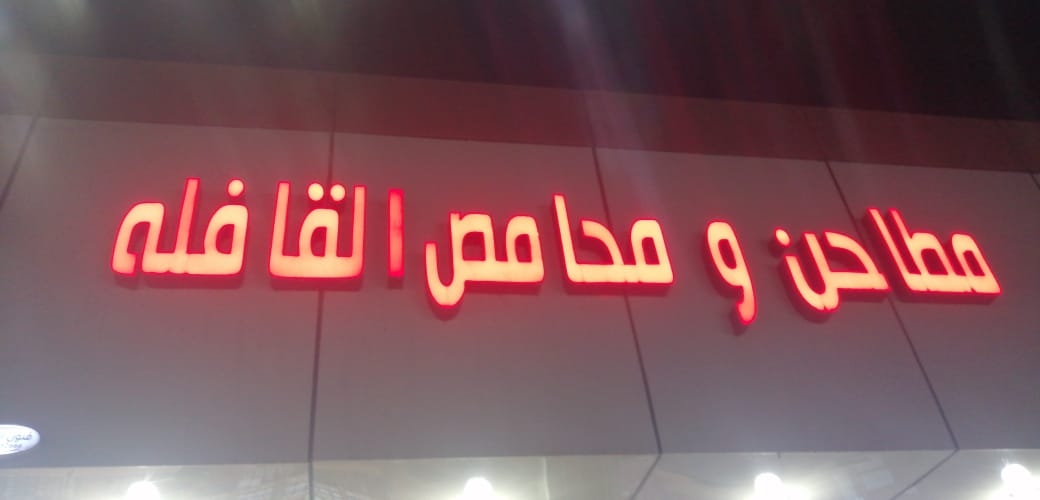 مطاحن و محامص القافله